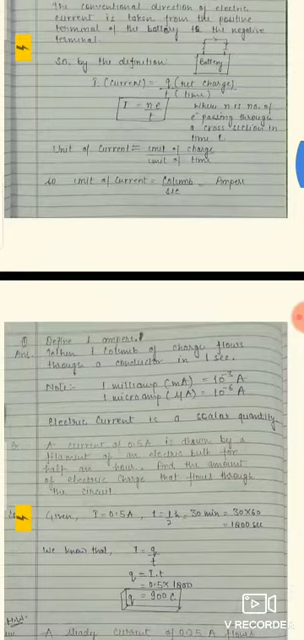 The conventional direction of electric
current is taken from the positive
terminal of the battery to the negative
terminal.
Battery
So, by the definition
I (Current) = q (net charge)
t (time)
I = ne
t
Where n is no. of
e⁻ passing through
a cross section in
time t.
Unit of Current = unit of charge
unit of time
So unit of Current = Columb = Ampere
sec
Q Define 1 ampere.
Ans. When 1 Columb of charge flows
through a conductor in 1 sec.
Note:- 1 milliamp (mA) = 10⁻³ A
1 microamp (μA) = 10⁻⁶ A
Electric Current is a scalar quantity
Q. A current of 0.5A is drawn by a
filament of an electric bulb for
half an hour. Find the amount
of electric charge that flows through
the circuit.
Given, I = 0.5A, t = 1 h, 30 min = 30×60
2
= 1800 sec
We know that, I = q
t
q = I.t
= 0.5×1800
q = 900 C
A steady current of 0.25 A flows
V RECORDER